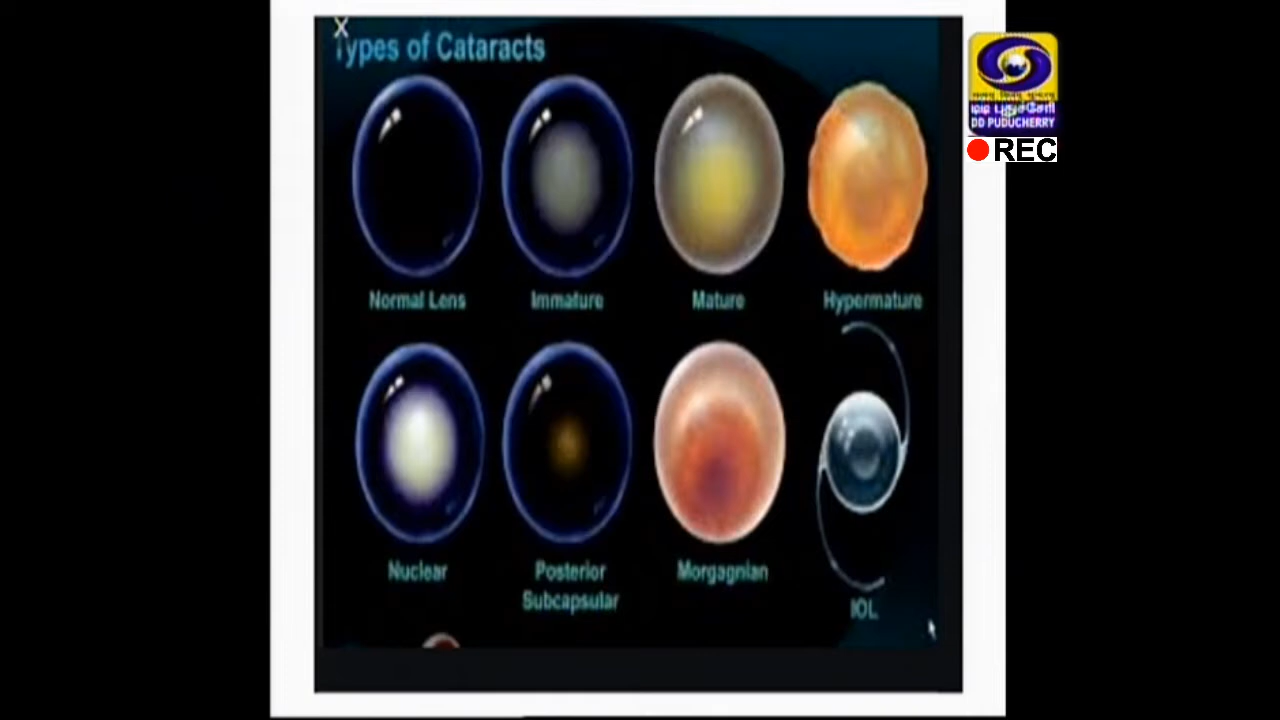 Types of Cataracts
Normal Lens
Immature
Mature
Hypermature
Nuclear
Posterior
Subcapsular
Morgagnian
IOL
டிடி புதுச்சேரி
DD PUDUCHERRY
REC